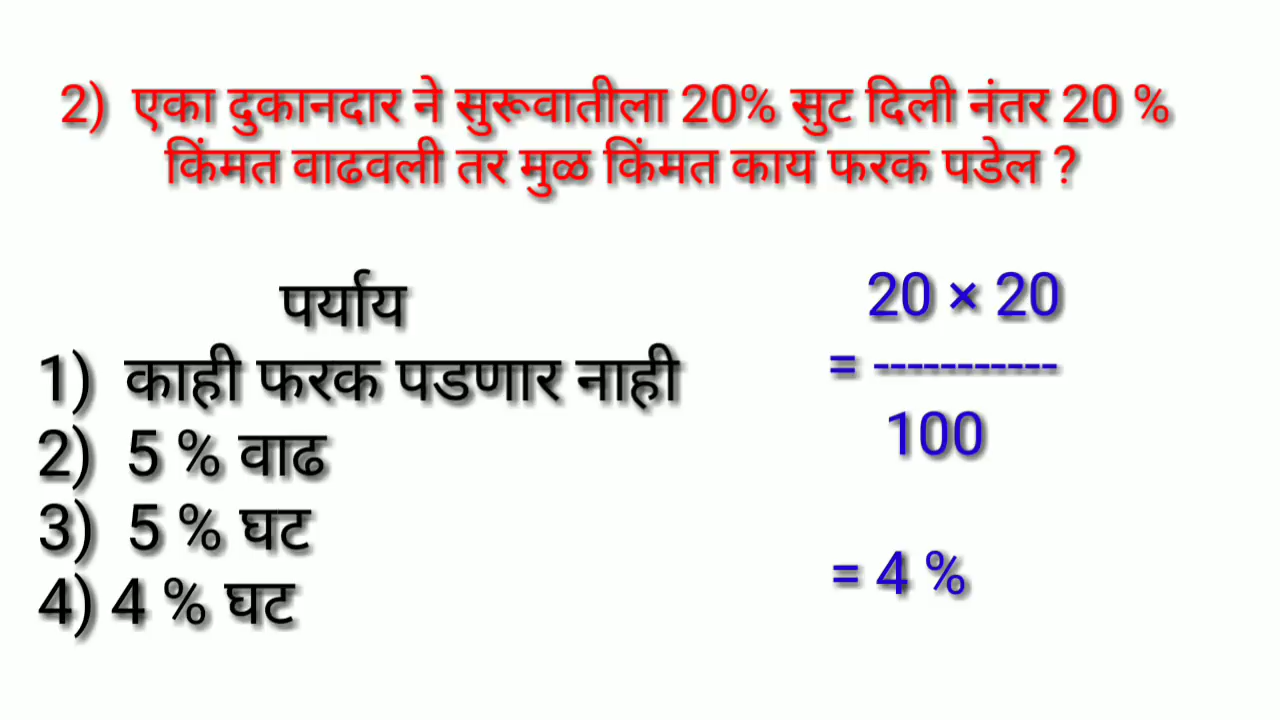 2) एका दुकानदार ने सुरूवातीला 20% सुट दिली नंतर 20 %
किंमत वाढवली तर मुळ किंमत काय फरक पडेल ?
पर्याय
1) काही फरक पडणार नाही
2) 5 % वाढ
3) 5 % घट
4) 4 % घट
20 × 20
= -----------
100
= 4 %